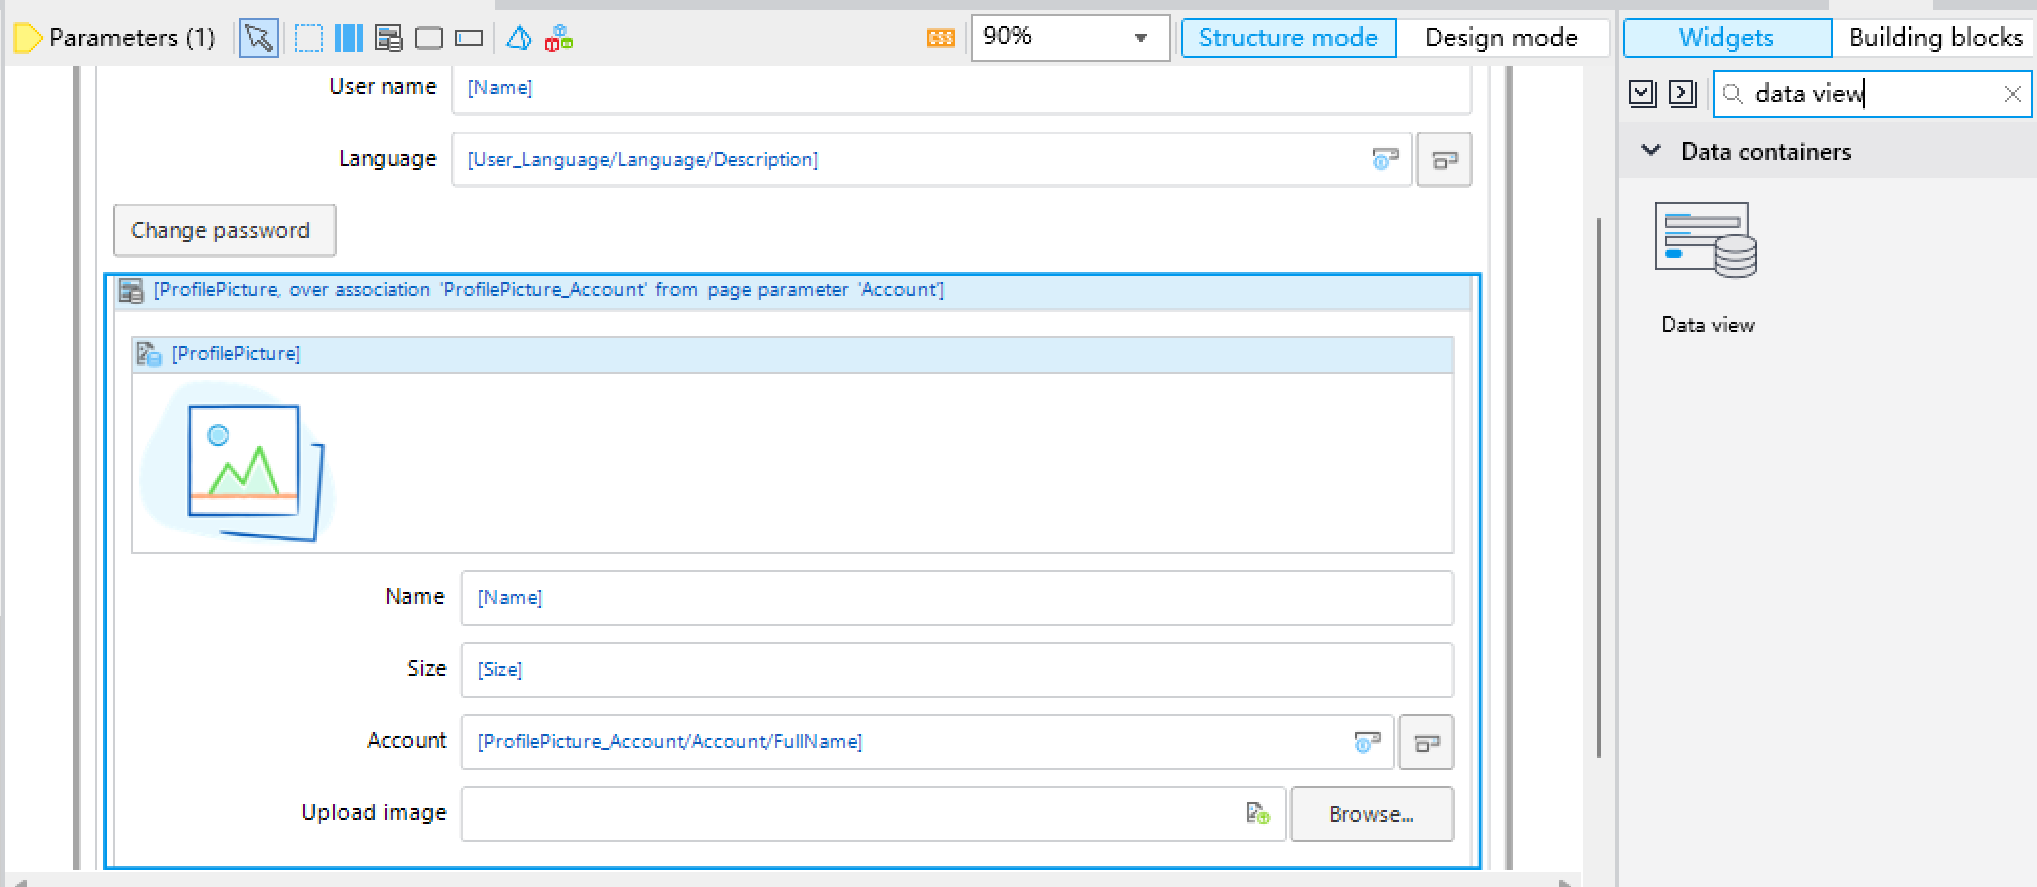 Parameters (1)
CSS
90%
Structure mode
Design mode
Widgets
Building blocks
data view
Data containers
Data view
User name
[Name]
Language
[User_Language/Language/Description]
Change password
[ProfilePicture, over association 'ProfilePicture_Account' from page parameter 'Account']
[ProfilePicture]
Name
[Name]
Size
[Size]
Account
[ProfilePicture_Account/Account/FullName]
Upload image
Browse...